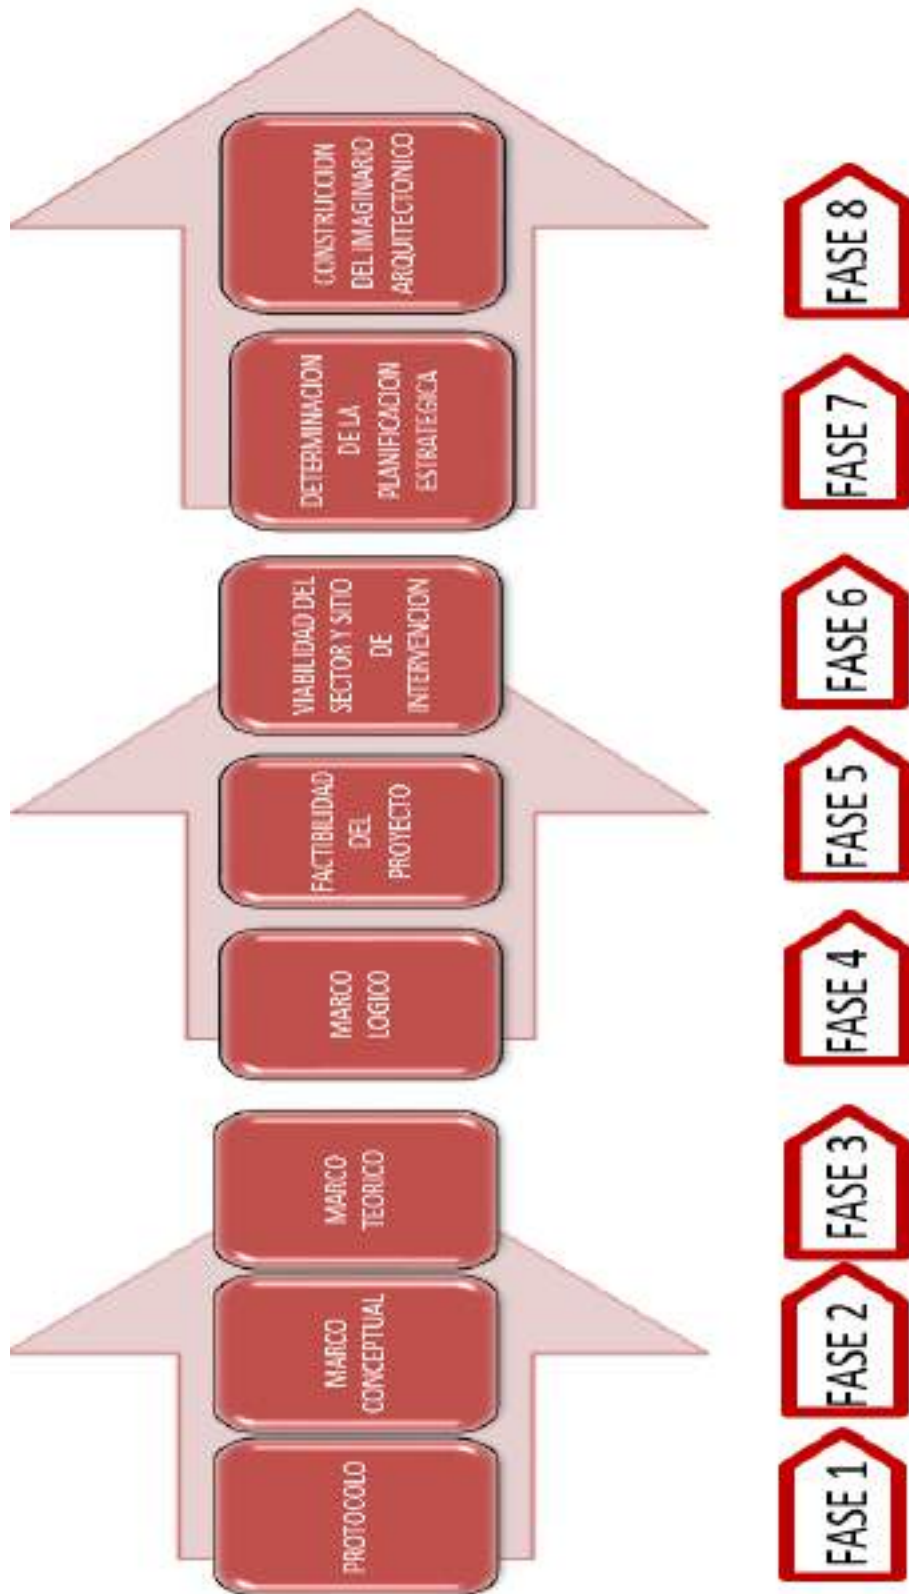 PROTOCOLO
MARCO
CONCEPTUAL
MARCO
TEORICO
MARCO
LOGICO
FACTIBILIDAD
DEL
PROYECTO
VIABILIDAD DEL
SECTOR Y SITIO
DE
INTERVENCION
DETERMINACION
DE LA
PLANIFICACION
ESTRATEGICA
CONSTRUCCION
DEL IMAGINARIO
ARQUITECTONICO
FASE 1
FASE 2
FASE 3
FASE 4
FASE 5
FASE 6
FASE 7
FASE 8